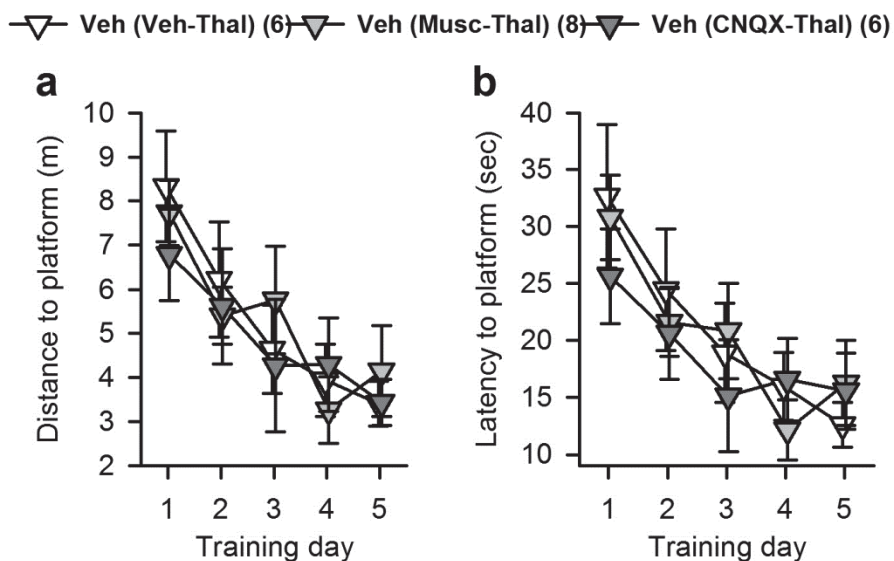 Veh (Veh-Thal) (6) Veh (Musc-Thal) (8) Veh (CNQX-Thal) (6)
a
Distance to platform (m)
10
9
8
7
6
5
4
3
2
1 2 3 4 5
Training day
b
Latency to platform (sec)
40
35
30
25
20
15
10
1 2 3 4 5
Training day